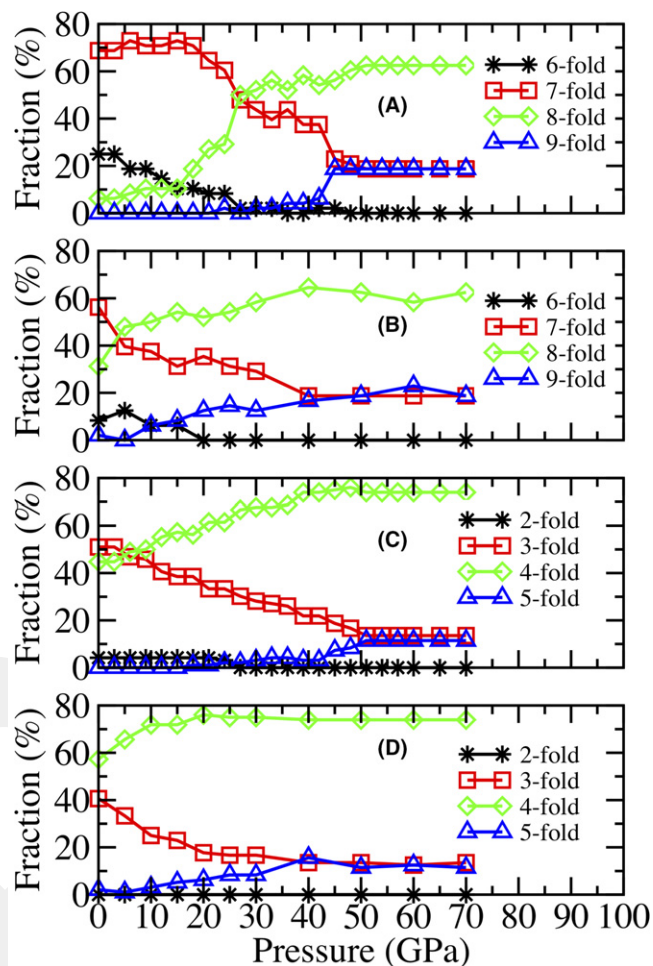 80
60
40
20
0
Fraction (%)
(A)
6-fold
7-fold
8-fold
9-fold
80
60
40
20
0
Fraction (%)
(B)
6-fold
7-fold
8-fold
9-fold
80
60
40
20
0
Fraction (%)
(C)
2-fold
3-fold
4-fold
5-fold
80
60
40
20
0
Fraction (%)
(D)
2-fold
3-fold
4-fold
5-fold
0 10 20 30 40 50 60 70 80 90 100
Pressure (GPa)